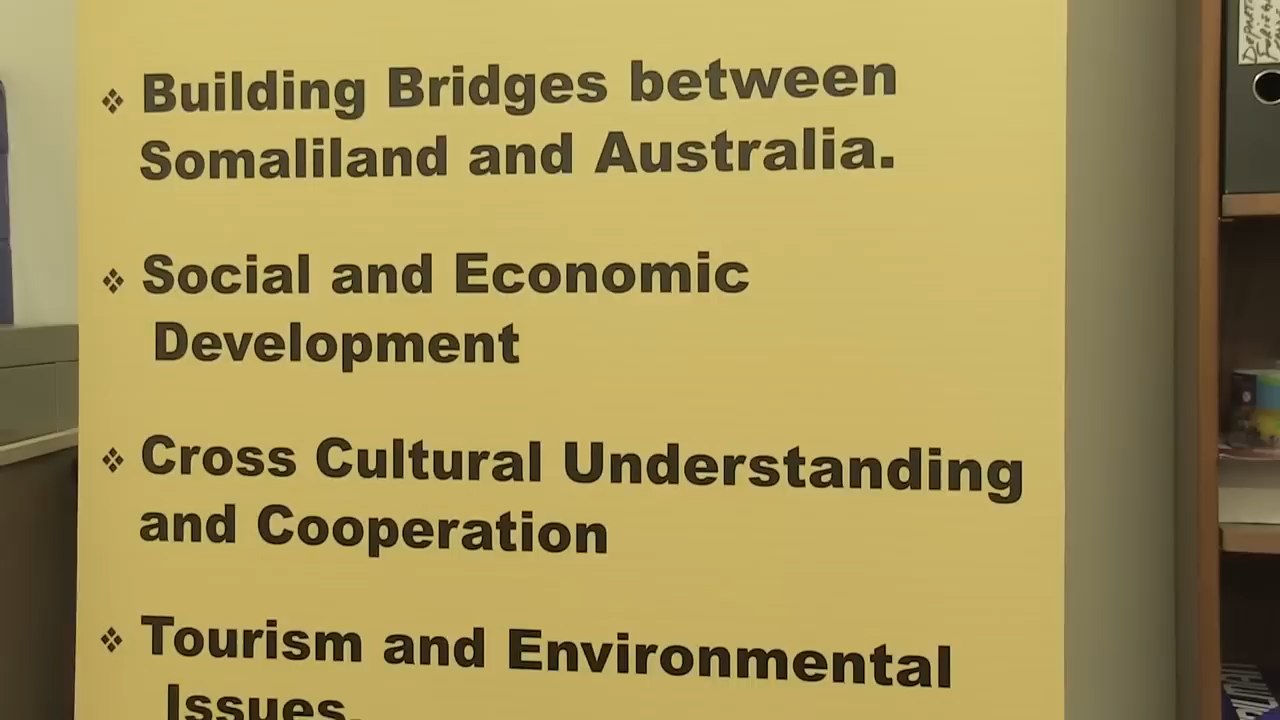 ❖ Building Bridges between
Somaliland and Australia.
❖ Social and Economic
Development
❖ Cross Cultural Understanding
and Cooperation
❖ Tourism and Environmental
Issues.